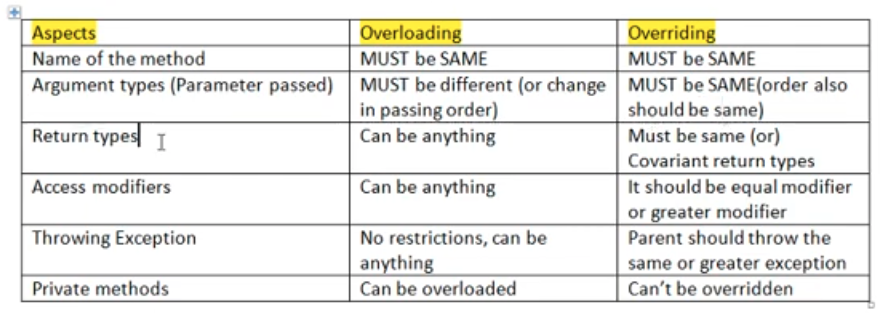 Aspects Overloading Overriding
Name of the method MUST be SAME MUST be SAME
Argument types (Parameter passed) MUST be different (or change MUST be SAME(order also
in passing order) should be same)
Return types Can be anything Must be same (or)
Covariant return types
Access modifiers Can be anything It should be equal modifier
or greater modifier
Throwing Exception No restrictions, can be Parent should throw the
anything same or greater exception
Private methods Can be overloaded Can't be overridden